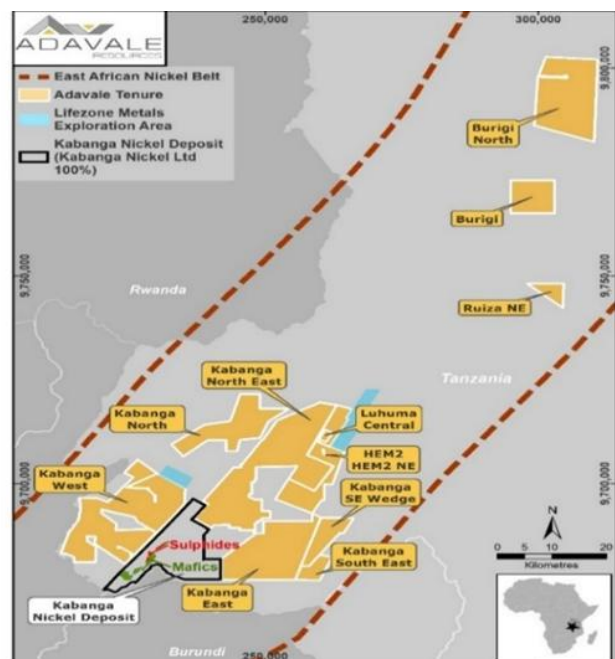 250,000
300,000
ADAVALE
RESOURCES
East African Nickel Belt
Adavale Tenure
Lifezone Metals
Exploration Area
Kabanga Nickel Deposit
(Kabanga Nickel Ltd
100%)
9,800,000
Burigi
North
Burigi
9,750,000
9,750,000
Ruiza NE
Rwanda
Tanzania
Kabanga
North East
Kabanga
North
Luhuma
Central
HEM2
HEM2 NE
Kabanga
West
Kabanga
SE Wedge
9,700,000
9,700,000
Sulphides
Mafics
Kabanga
South East
Kabanga
Nickel Deposit
Kabanga
East
N
0
10
20
Kilometres
Burundi
250,000